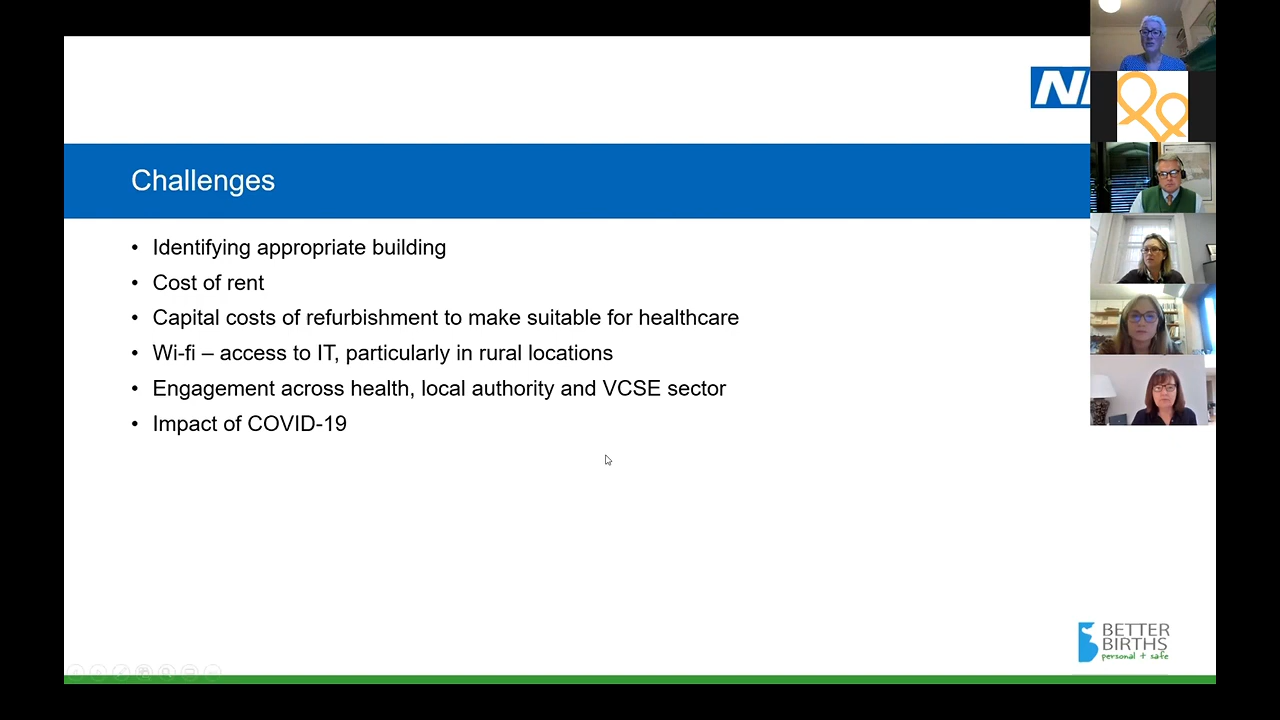 Challenges
• Identifying appropriate building
• Cost of rent
• Capital costs of refurbishment to make suitable for healthcare
• Wi-fi – access to IT, particularly in rural locations
• Engagement across health, local authority and VCSE sector
• Impact of COVID-19
BETTER
BIRTHS
personal + safe